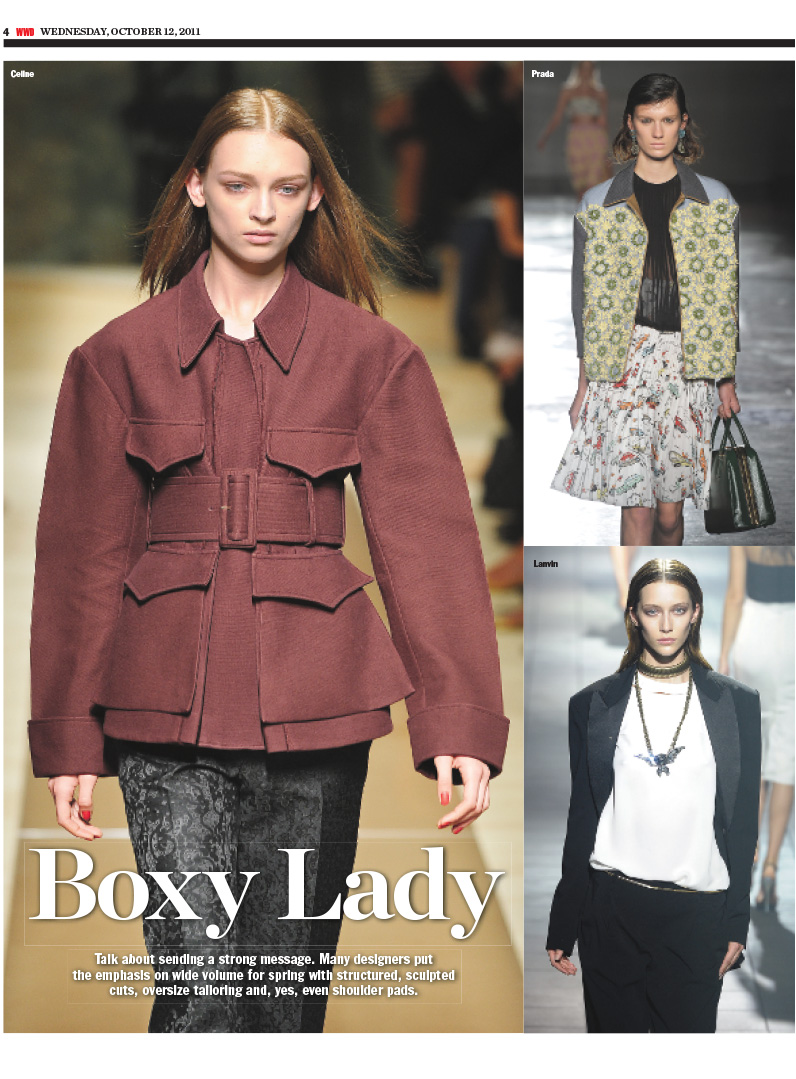 4 WWD WEDNESDAY, OCTOBER 12, 2011
Celine
Prada
Lanvin
Boxy Lady
Talk about sending a strong message. Many designers put
the emphasis on wide volume for spring with structured, sculpted
cuts, oversize tailoring and, yes, even shoulder pads.